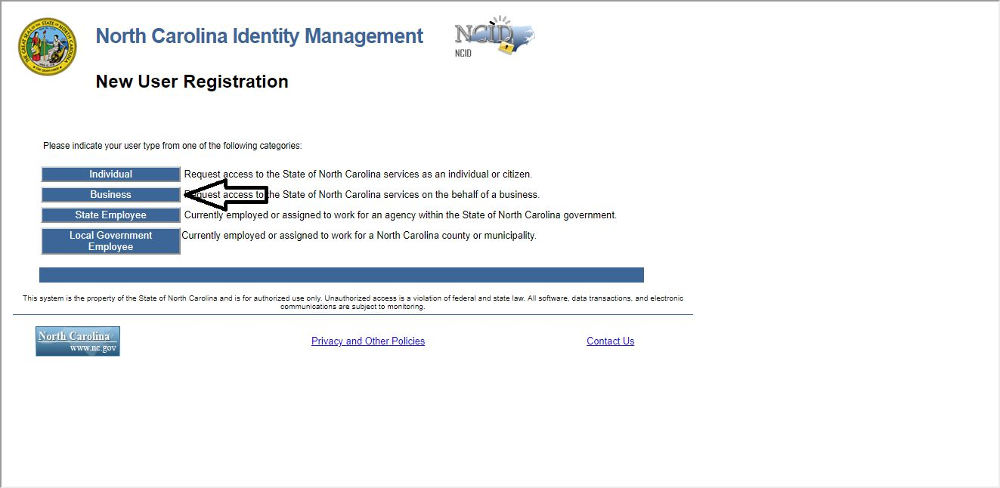 North Carolina Identity Management
NCID
NCID
New User Registration
Please indicate your user type from one of the following categories:
Individual Request access to the State of North Carolina services as an individual or citizen.
Business Request access to the State of North Carolina services on the behalf of a business.
State Employee Currently employed or assigned to work for an agency within the State of North Carolina government.
Local Government Currently employed or assigned to work for a North Carolina county or municipality.
Employee
This system is the property of the State of North Carolina and is for authorized use only. Unauthorized access is a violation of federal and state law. All software, data transactions, and electronic
communications are subject to monitoring.
North Carolina
www.nc.gov
Privacy and Other Policies
Contact Us